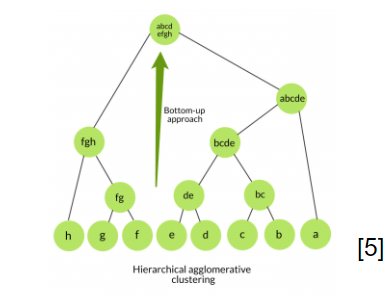 abcd
efgh
abcde
Bottom-up
approach
fgh
bcde
fg
de
bc
h
g
f
e
d
c
b
a
[5]
Hierarchical agglomerative
clustering